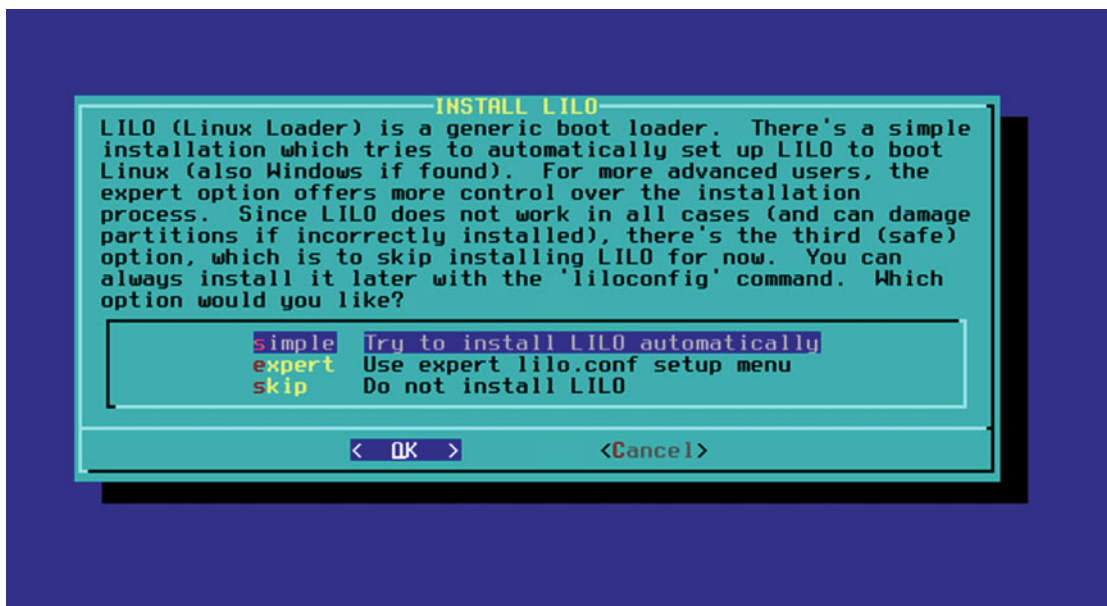 INSTALL LILO
LILO (Linux Loader) is a generic boot loader.  There's a simple
installation which tries to automatically set up LILO to boot
Linux (also Windows if found).  For more advanced users, the
expert option offers more control over the installation
process.  Since LILO does not work in all cases (and can damage
partitions if incorrectly installed), there's the third (safe)
option, which is to skip installing LILO for now.  You can
always install it later with the 'liloconfig' command.  Which
option would you like?
simple  Try to install LILO automatically
expert  Use expert lilo.conf setup menu
skip    Do not install LILO
<  OK  >            <Cancel>